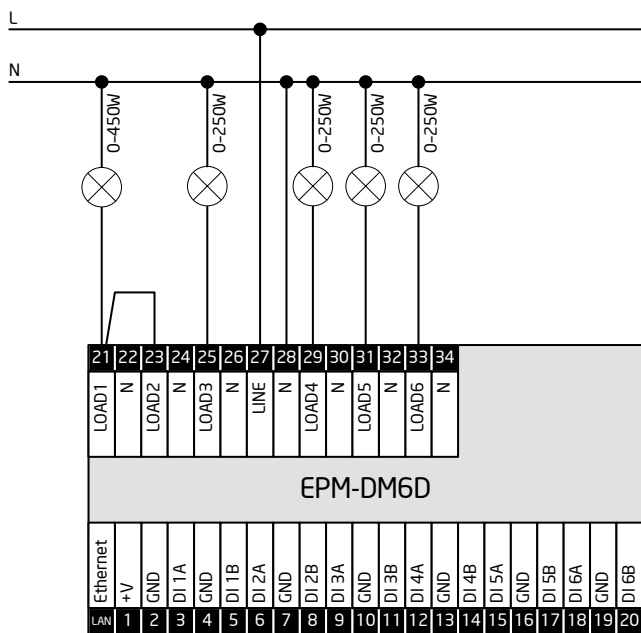 L
N
0-450W 0-250W 0-250W 0-250W 0-250W
21 22 23 24 25 26 27 28 29 30 31 32 33 34
LOAD1 N LOAD2 N LOAD3 N LINE N LOAD4 N LOAD5 N LOAD6 N
EPM-DM6D
Ethernet +V GND DI 1A GND DI 1B DI 2A GND DI 2B DI 3A GND DI 3B DI 4A GND DI 4B DI 5A GND DI 5B DI 6A GND DI 6B
LAN 1 2 3 4 5 6 7 8 9 10 11 12 13 14 15 16 17 18 19 20